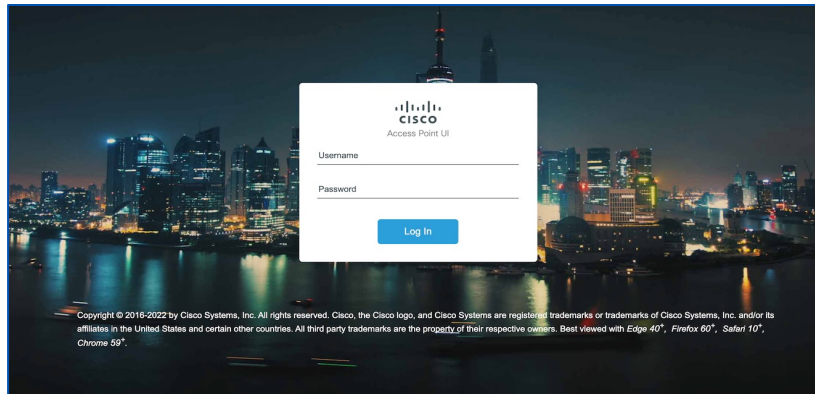 CISCO
Access Point UI
Username
Password
Log In
Copyright © 2016-2022 by Cisco Systems, Inc. All rights reserved. Cisco, the Cisco logo, and Cisco Systems are registered trademarks or trademarks of Cisco Systems, Inc. and/or its
affiliates in the United States and certain other countries. All third party trademarks are the property of their respective owners. Best viewed with Edge 40+, Firefox 60+, Safari 10+,
Chrome 59+.